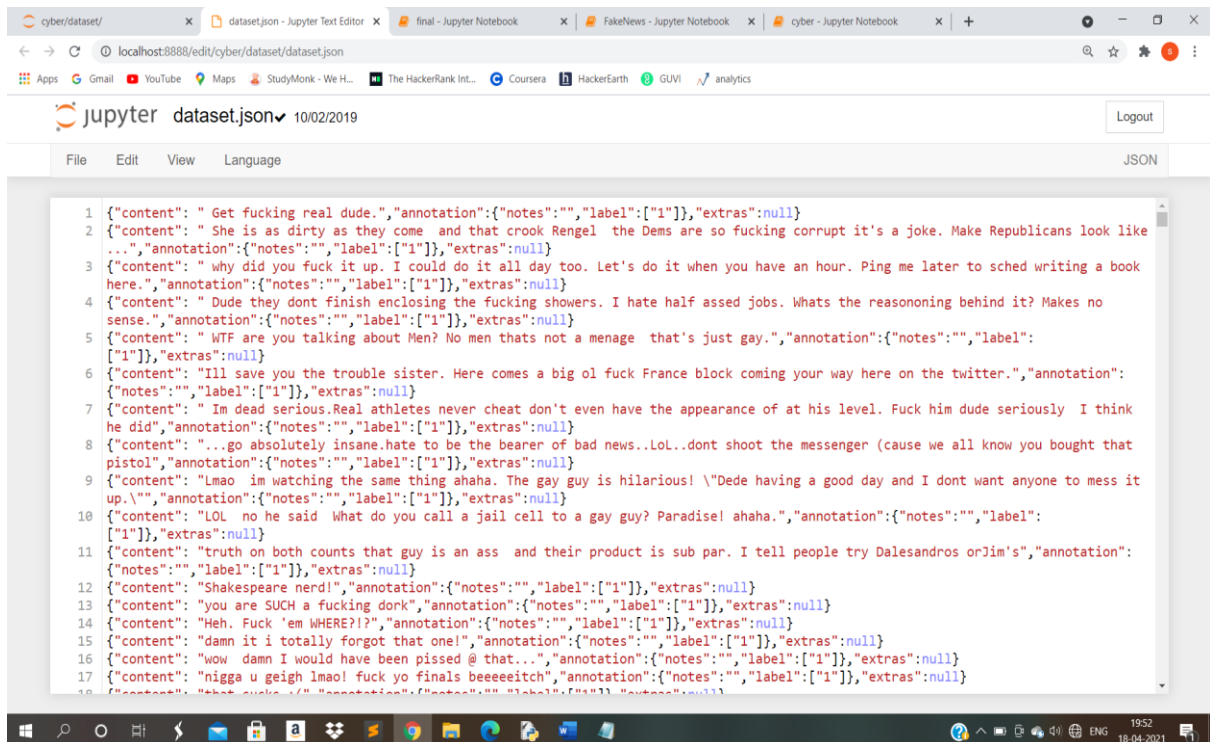 cyber/dataset/ dataset.json - Jupyter Text Editor final - Jupyter Notebook FakeNews - Jupyter Notebook cyber - Jupyter Notebook
localhost:8888/edit/cyber/dataset/dataset.json
Apps Gmail YouTube Maps StudyMonk - We H... The HackerRank Int... Coursera HackerEarth GUVI analytics
jupyter dataset.json 10/02/2019 Logout
File Edit View Language JSON
1 {"content": " Get fucking real dude.","annotation":{"notes":"","label":["1"]},"extras":null}
2 {"content": " She is as dirty as they come  and that crook Rengel  the Dems are so fucking corrupt it's a joke. Make Republicans look like
...","annotation":{"notes":"","label":["1"]},"extras":null}
3 {"content": " why did you fuck it up. I could do it all day too. Let's do it when you have an hour. Ping me later to sched writing a book
here.","annotation":{"notes":"","label":["1"]},"extras":null}
4 {"content": " Dude they dont finish enclosing the fucking showers. I hate half assed jobs. Whats the reasononing behind it? Makes no
sense.","annotation":{"notes":"","label":["1"]},"extras":null}
5 {"content": " WTF are you talking about Men? No men thats not a menage  that's just gay.","annotation":{"notes":"","label":
["1"]},"extras":null}
6 {"content": "Ill save you the trouble sister. Here comes a big ol fuck France block coming your way here on the twitter.","annotation":
{"notes":"","label":["1"]},"extras":null}
7 {"content": " Im dead serious.Real athletes never cheat don't even have the appearance of at his level. Fuck him dude seriously  I think
he did","annotation":{"notes":"","label":["1"]},"extras":null}
8 {"content": "...go absolutely insane.hate to be the bearer of bad news..LoL..dont shoot the messenger (cause we all know you bought that
pistol","annotation":{"notes":"","label":["1"]},"extras":null}
9 {"content": "Lmao  im watching the same thing ahaha. The gay guy is hilarious! \"Dede having a good day and I dont want anyone to mess it
up.\"","annotation":{"notes":"","label":["1"]},"extras":null}
10 {"content": "LOL  no he said  What do you call a jail cell to a gay guy? Paradise! ahaha.","annotation":{"notes":"","label":
["1"]},"extras":null}
11 {"content": "truth on both counts that guy is an ass  and their product is sub par. I tell people try Dalesandros orJim's","annotation":
{"notes":"","label":["1"]},"extras":null}
12 {"content": "Shakespeare nerd!","annotation":{"notes":"","label":["1"]},"extras":null}
13 {"content": "you are SUCH a fucking dork","annotation":{"notes":"","label":["1"]},"extras":null}
14 {"content": "Heh. Fuck 'em WHERE?!?","annotation":{"notes":"","label":["1"]},"extras":null}
15 {"content": "damn it i totally forgot that one!","annotation":{"notes":"","label":["1"]},"extras":null}
16 {"content": "wow  damn I would have been pissed @ that...","annotation":{"notes":"","label":["1"]},"extras":null}
17 {"content": "nigga u geigh lmao! fuck yo finals beeeeeitch","annotation":{"notes":"","label":["1"]},"extras":null}
18 {"content": "that sucks :/","annotation":{"notes":"","label":["1"]},"extras":null}
ENG 19:52
18-04-2021